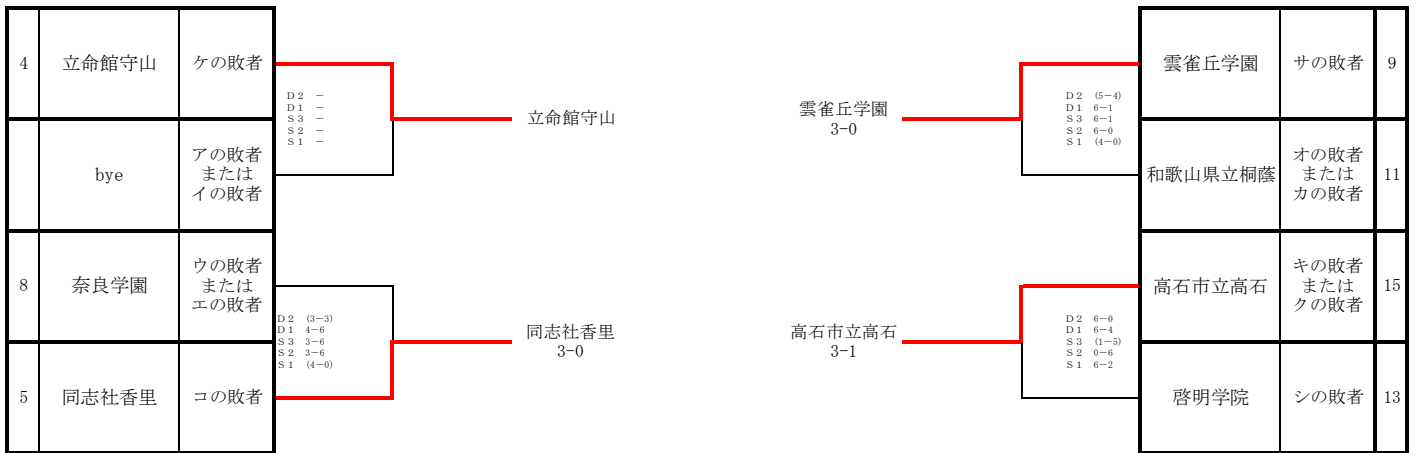 4 立命館守山 ケの敗者
D2 －
D1 －
S3 －
S2 －
S1 －
立命館守山
bye
アの敗者
または
イの敗者
8 奈良学園
ウの敗者
または
エの敗者
D2 (3-3)
D1 4-6
S3 3-6
S2 3-6
S1 (4-0)
同志社香里
3-0
5 同志社香里 コの敗者
雲雀丘学園 サの敗者 9
雲雀丘学園
3-0
D2 (5-4)
D1 6-1
S3 6-1
S2 6-0
S1 (4-0)
和歌山県立桐蔭
オの敗者
または
カの敗者
11
高石市立高石
キの敗者
または
クの敗者
15
高石市立高石
3-1
D2 6-0
D1 6-4
S3 (1-5)
S2 0-6
S1 6-2
啓明学院 シの敗者 13